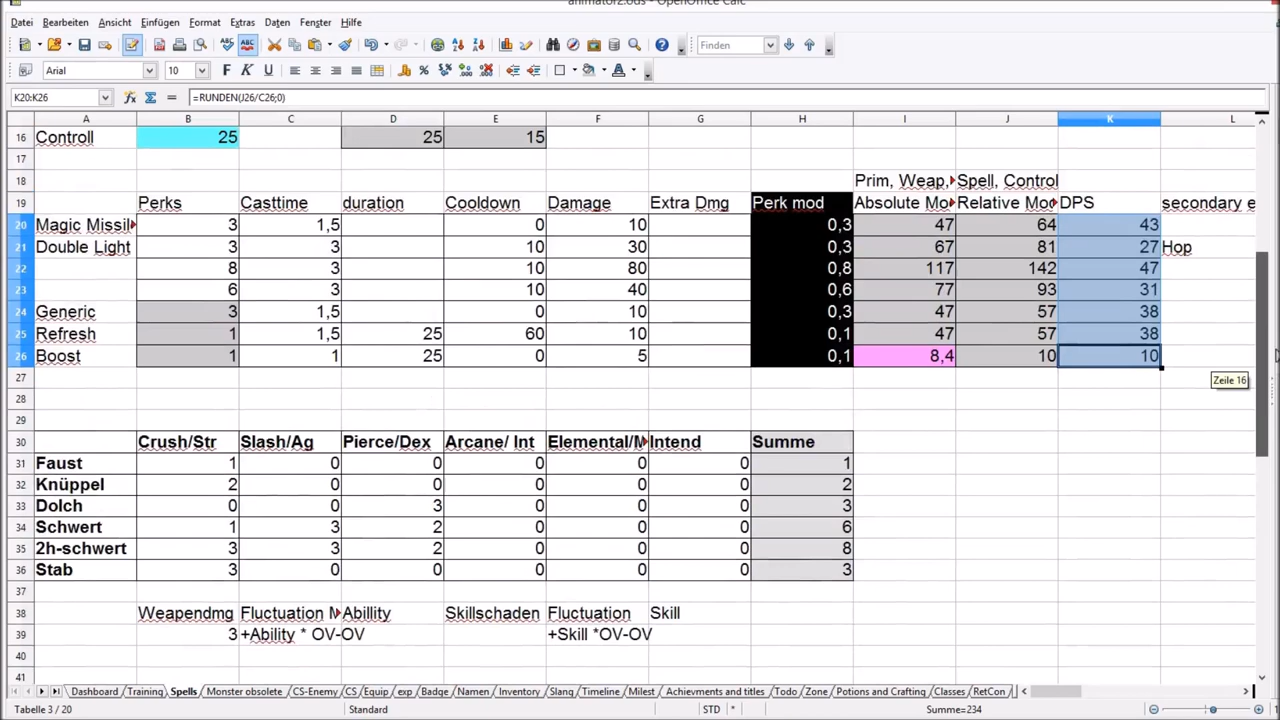 animator2.ods - OpenOffice Calc
Datei Bearbeiten Ansicht Einfügen Format Extras Daten Fenster Hilfe
Finden
Arial 10
K20:K26 =RUNDEN(J26/C26;0)
A B C D E F G H I J K L
16 Controll 25 25 15
17
18 Prim, Weap, Spell, Control
19 Perks Casttime duration Cooldown Damage Extra Dmg Perk mod Absolute Mo Relative Mod DPS secondary e
20 Magic Missil 3 1,5 0 10 0,3 47 64 43
21 Double Light 3 3 10 30 0,3 67 81 27 Hop
22 8 3 10 80 0,8 117 142 47
23 6 3 10 40 0,6 77 93 31
24 Generic 3 1,5 0 10 0,3 47 57 38
25 Refresh 1 1,5 25 60 10 0,1 47 57 38
26 Boost 1 1 25 0 5 0,1 8,4 10 10
27 Zeile 16
28
29
30 Crush/Str Slash/Ag Pierce/Dex Arcane/ Int Elemental/M Intend Summe
31 Faust 1 0 0 0 0 0 1
32 Knüppel 2 0 0 0 0 0 2
33 Dolch 0 0 3 0 0 0 3
34 Schwert 1 3 2 0 0 0 6
35 2h-schwert 3 3 2 0 0 0 8
36 Stab 3 0 0 0 0 0 3
37
38 Weapendmg Fluctuation M Abillity Skillschaden Fluctuation Skill
39 3 +Ability * OV-OV +Skill *OV-OV
40
41
Dashboard Training Spells Monster obsolete CS-Enemy CS Equip exp Badge Namen Inventory Slang Timeline Milest Achievments and titles Todo Zone Potions and Crafting Classes RetCon
Tabelle 3 / 20 Standard STD * Summe=234